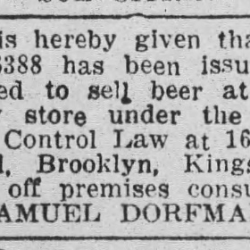 is hereby given tha
6388 has been issu
ed to sell beer at
store under the
Control Law at 16
l, Brooklyn, Kings
off premises consu
AMUEL DORFMA